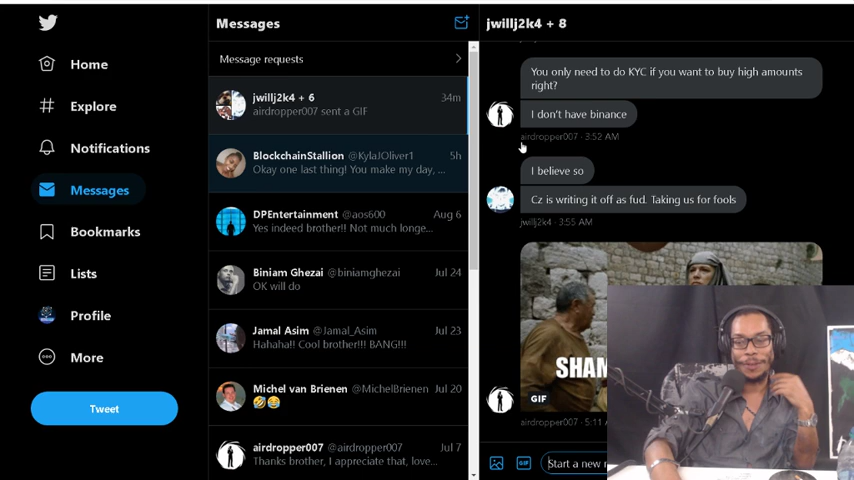 Messages
jwillj2k4 + 8
Home
Explore
Notifications
Messages
Bookmarks
Lists
Profile
More
Tweet
Message requests
jwillj2k4 + 6 34m
airdropper007 sent a GIF
BlockchainStallion @KylaJOliver1 5h
Okay one last thing! You make my day, ...
DPEntertainment @aos600 Aug 6
Yes indeed brother!! Not much longe...
Biniam Ghezai @biniamghezai Jul 24
OK will do
Jamal Asim @Jamal_Asim Jul 23
Hahaha!! Cool brother!!! BANG!!!
Michel van Brienen @MichelBrienen Jul 20
🤣😂
airdropper007 @airdropper007 Jul 7
Thanks brother, I appreciate that, love...
You only need to do KYC if you want to buy high amounts
right?
I don't have binance
airdropper007 · 3:52 AM
I believe so
Cz is writing it off as fud. Taking us for fools
jwillj2k4 · 3:55 AM
SHAM
GIF
airdropper007 · 5:11
GIF
Start a new